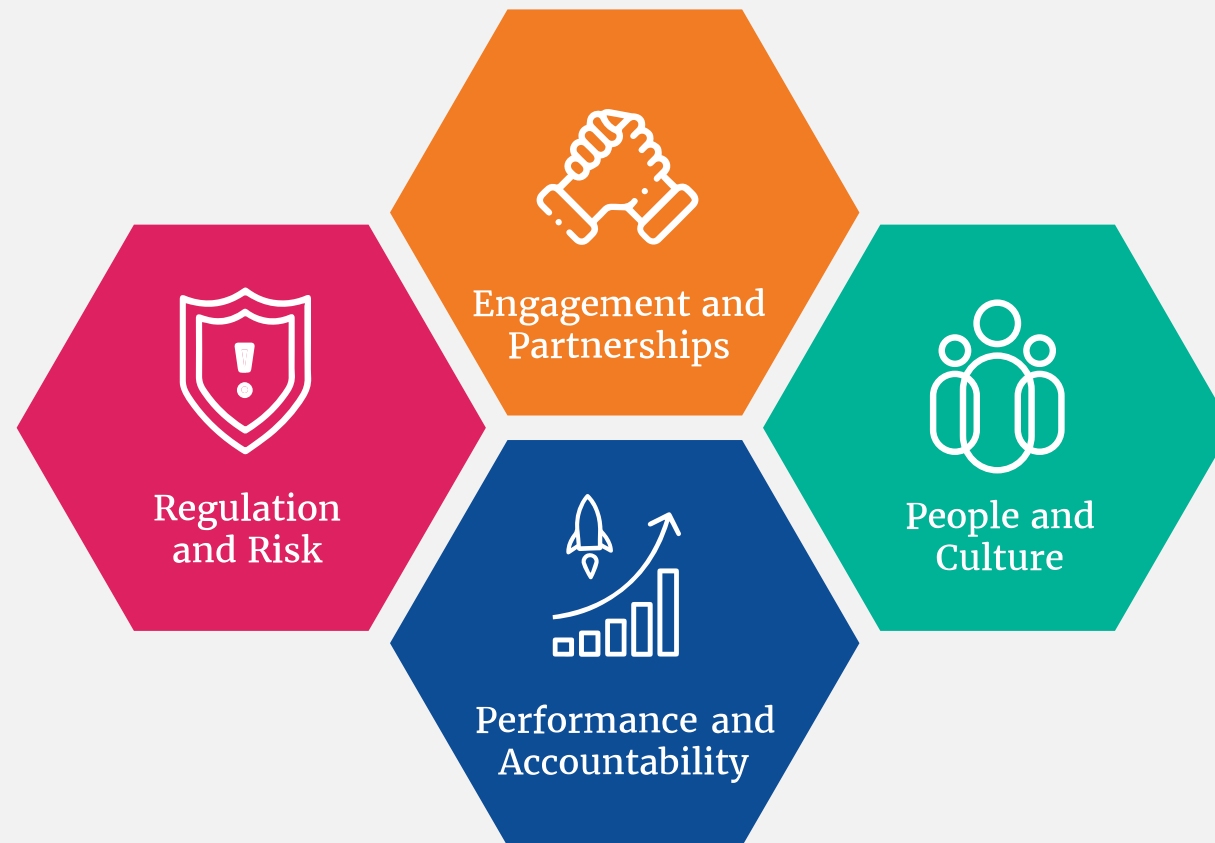 Engagement and
Partnerships
Regulation
and Risk
People and
Culture
Performance and
Accountability